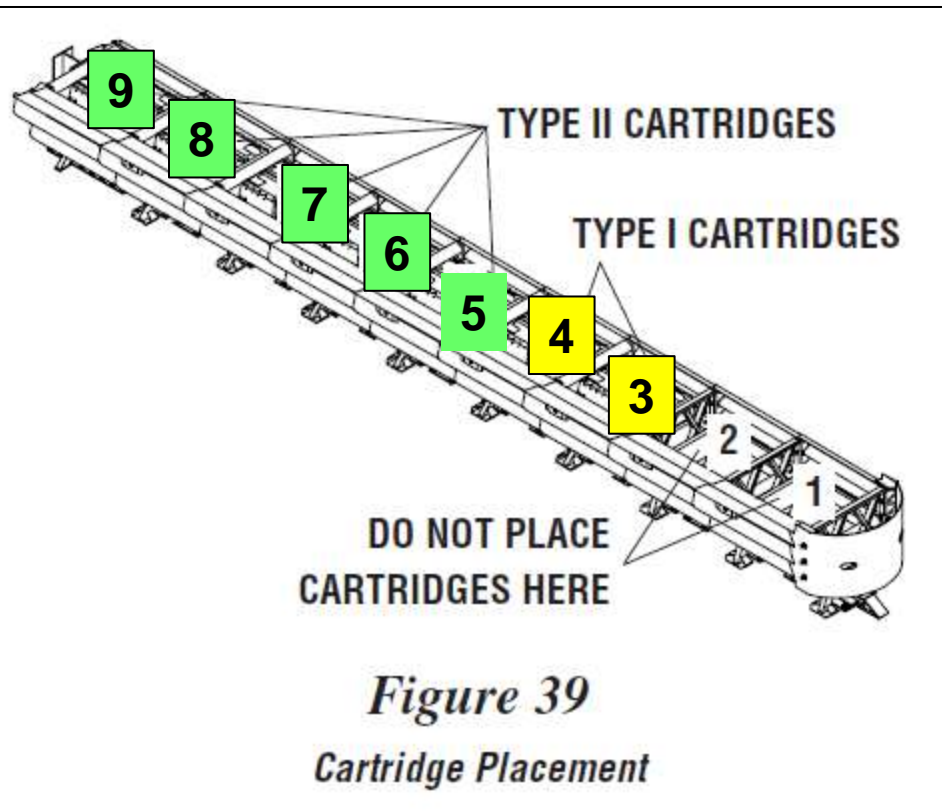 9
8
TYPE II CARTRIDGES
7
6
TYPE I CARTRIDGES
5
4
3
2
1
DO NOT PLACE
CARTRIDGES HERE
Figure 39
Cartridge Placement